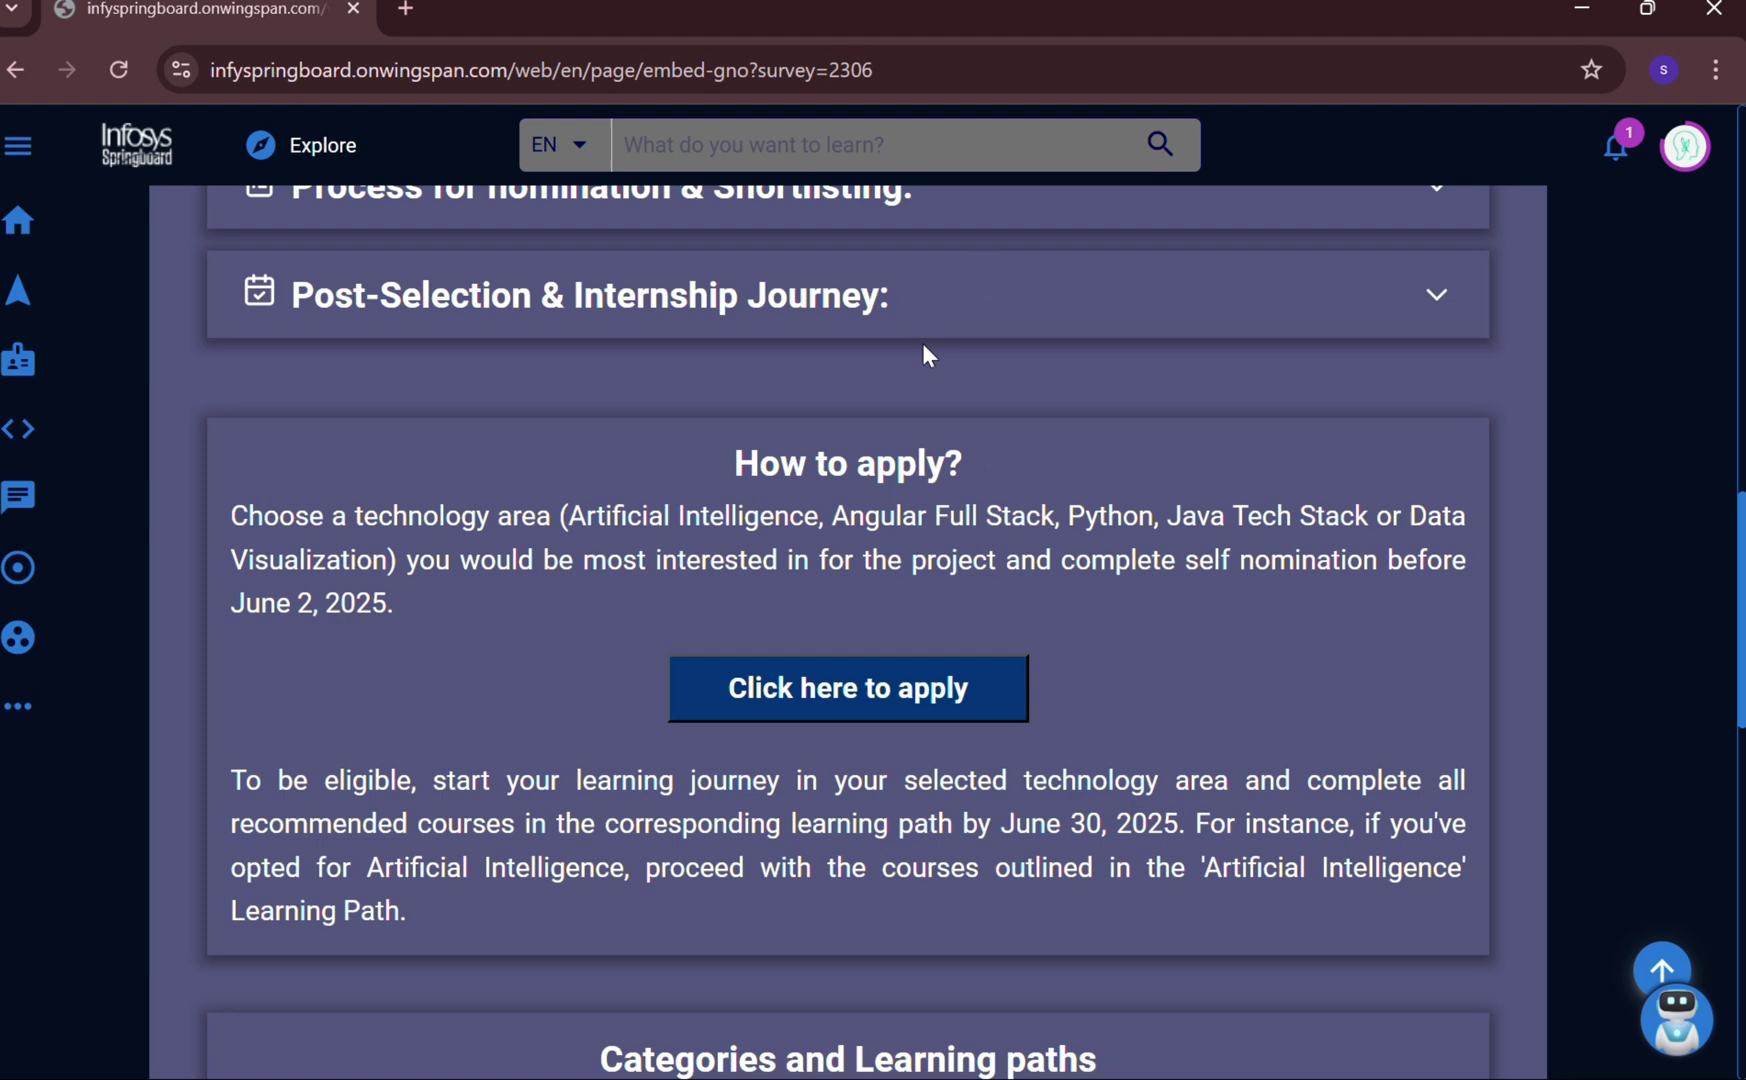 infyspringboard.onwingspan.com/
infyspringboard.onwingspan.com/web/en/page/embed-gno?survey=2306
s
Infosys
Springboard
Explore
EN
What do you want to learn?
1
Process for nomination & Shortlisting:
Post-Selection & Internship Journey:
How to apply?
Choose a technology area (Artificial Intelligence, Angular Full Stack, Python, Java Tech Stack or Data
Visualization) you would be most interested in for the project and complete self nomination before
June 2, 2025.
Click here to apply
To be eligible, start your learning journey in your selected technology area and complete all
recommended courses in the corresponding learning path by June 30, 2025. For instance, if you've
opted for Artificial Intelligence, proceed with the courses outlined in the 'Artificial Intelligence'
Learning Path.
Categories and Learning paths